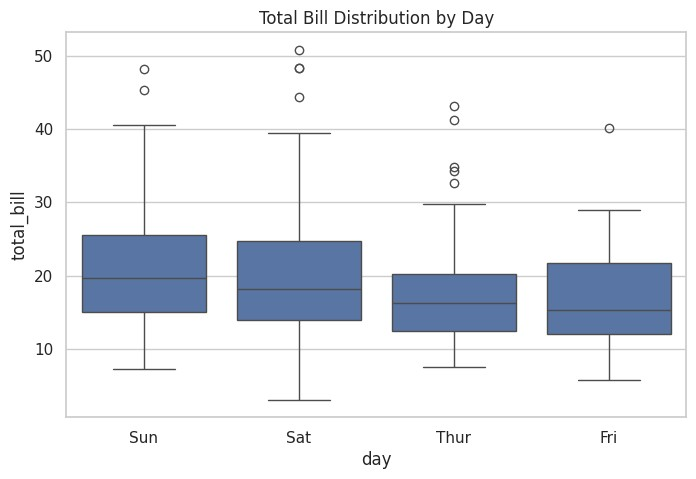 Total Bill Distribution by Day
total_bill
50
40
30
20
10
Sun Sat Thur Fri
day